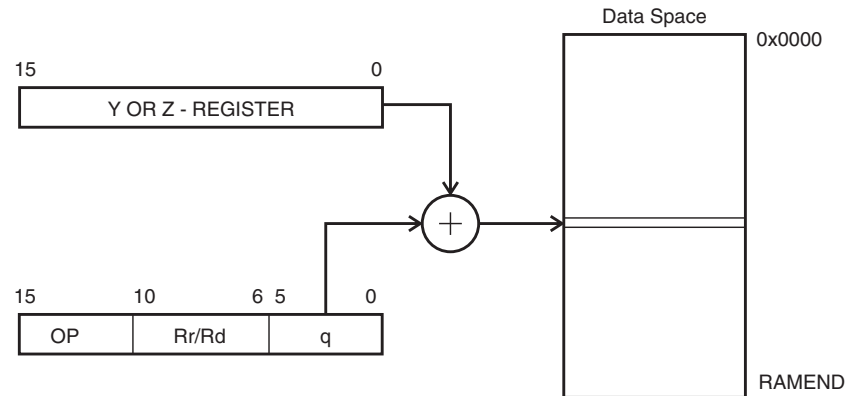 Data Space
0x0000
15 0
Y OR Z - REGISTER
15 10 6 5 0
OP Rr/Rd q
RAMEND